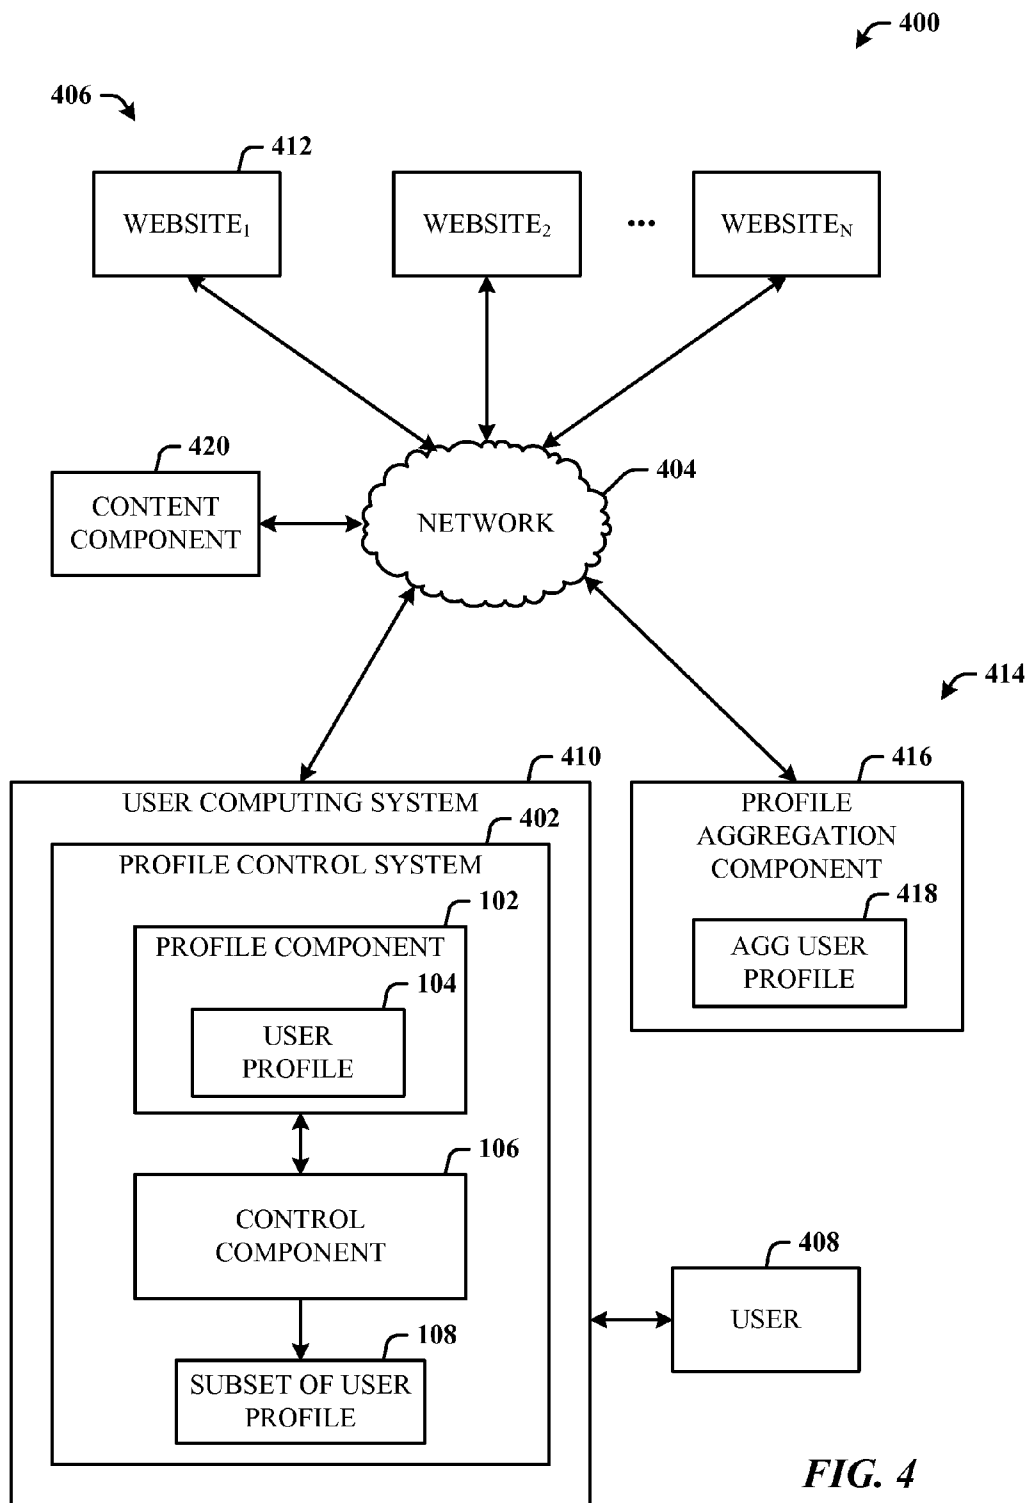 400
406
412
WEBSITE₁
WEBSITE₂
...
WEBSITE_N
420
CONTENT
COMPONENT
404
NETWORK
414
410
USER COMPUTING SYSTEM
402
PROFILE CONTROL SYSTEM
102
PROFILE COMPONENT
104
USER
PROFILE
106
CONTROL
COMPONENT
108
SUBSET OF USER
PROFILE
416
PROFILE
AGGREGATION
COMPONENT
418
AGG USER
PROFILE
408
USER
FIG. 4